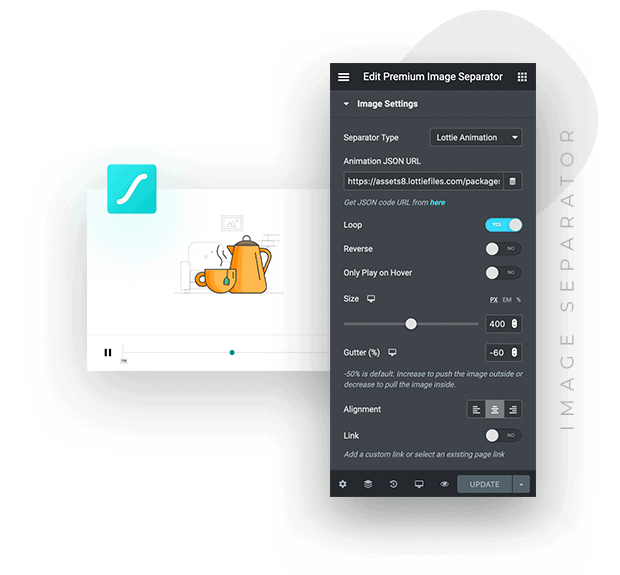 Edit Premium Image Separator
Image Settings
Separator Type Lottie Animation
Animation JSON URL
https://assets8.lottiefiles.com/packages
Get JSON code URL from here
Loop YES
Reverse NO
Only Play on Hover NO
Size PX EM %
400
Gutter (%) -60
-50% is default. Increase to push the image outside or
decrease to pull the image inside.
Alignment
Link NO
Add a custom link or select an existing page link
UPDATE
IMAGE SEPARATOR